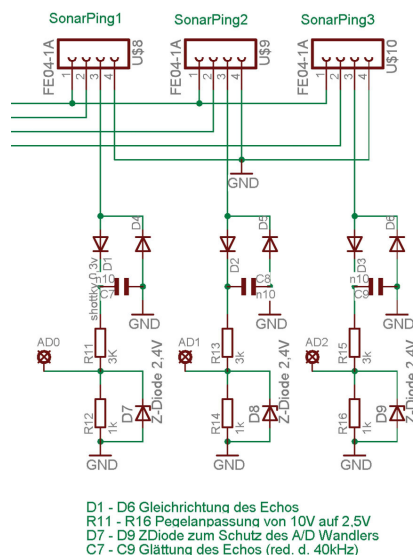 SonarPing1 SonarPing2 SonarPing3
FE04-1A 1 2 3 4 U$8 FE04-1A 1 2 3 4 U$9 FE04-1A 1 2 3 4 U$10
GND
D4 D5 D6
D1 D2 D3
shottky 0,3v n10 C7 C8 n10 n10 C9
GND GND GND
AD0 R11 3K AD1 R13 3k AD2 R15 3k
R12 1k D7 Z-Diode 2,4V R14 1k D8 Z-Diode 2,4V R16 1k D9 Z-Diode 2,4V
GND GND GND
D1 - D6 Gleichrichtung des Echos
R11 - R16 Pegelanpassung von 10V auf 2,5V
D7 - D9 ZDiode zum Schutz des A/D Wandlers
C7 - C9 Glättung des Echos (red. d. 40kHz)